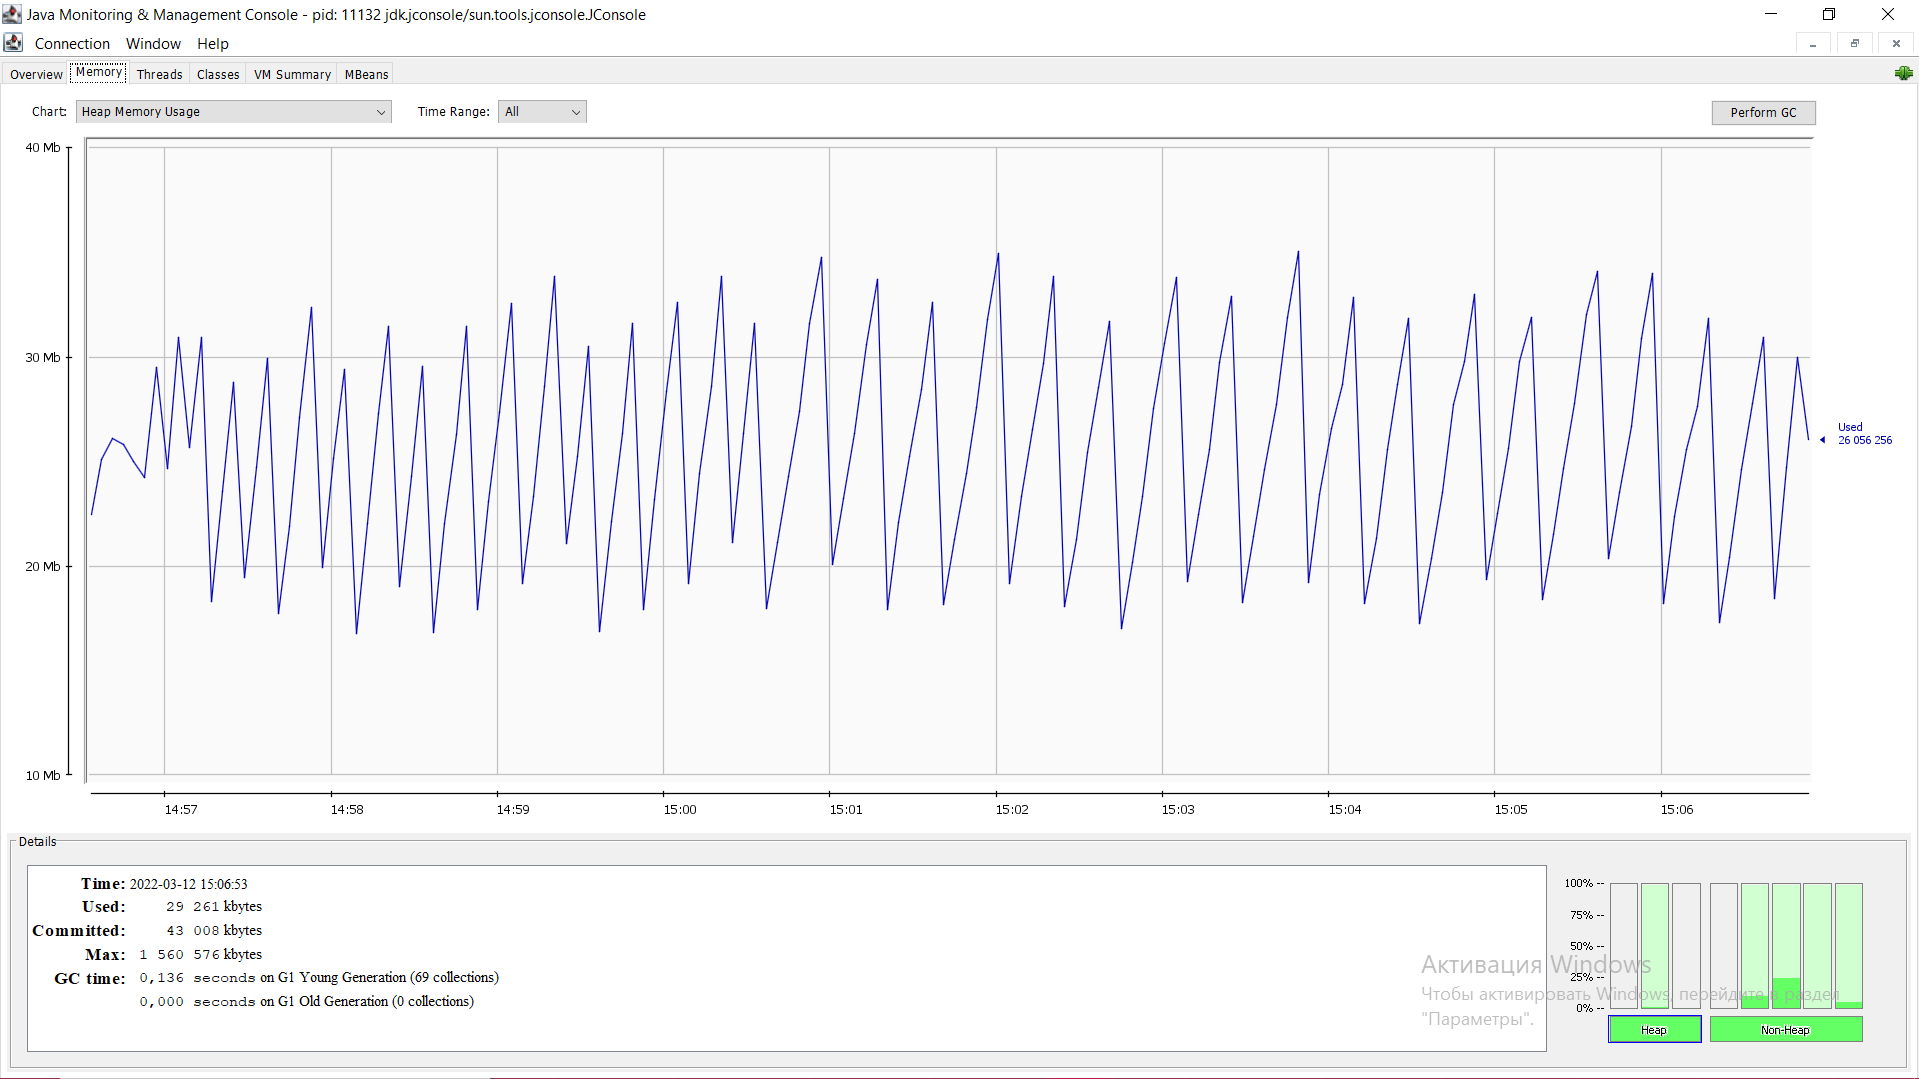 Java Monitoring & Management Console - pid: 11132 jdk.jconsole/sun.tools.jconsole.JConsole
Connection Window Help
Overview Memory Threads Classes VM Summary MBeans
Chart: Heap Memory Usage Time Range: All Perform GC
40 Mb
30 Mb
20 Mb
10 Mb
Used
26 056 256
14:57 14:58 14:59 15:00 15:01 15:02 15:03 15:04 15:05 15:06
Details
Time: 2022-03-12 15:06:53
Used: 29 261 kbytes
Committed: 43 008 kbytes
Max: 1 560 576 kbytes
GC time: 0,136 seconds on G1 Young Generation (69 collections)
0,000 seconds on G1 Old Generation (0 collections)
100% --
75% --
50% --
25% --
0% --
Heap Non-Heap
Активация Windows
Чтобы активировать Windows, перейдите в раздел
"Параметры".